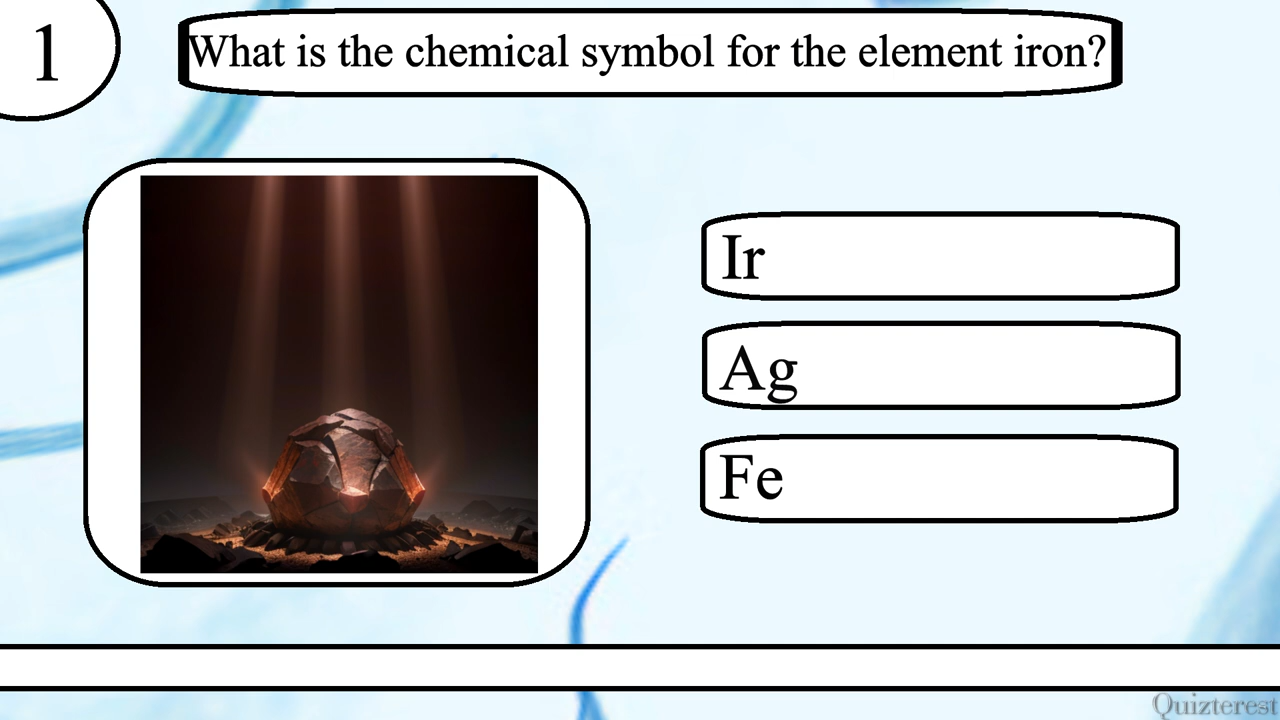 1
What is the chemical symbol for the element iron?
Ir
Ag
Fe
Quizterest